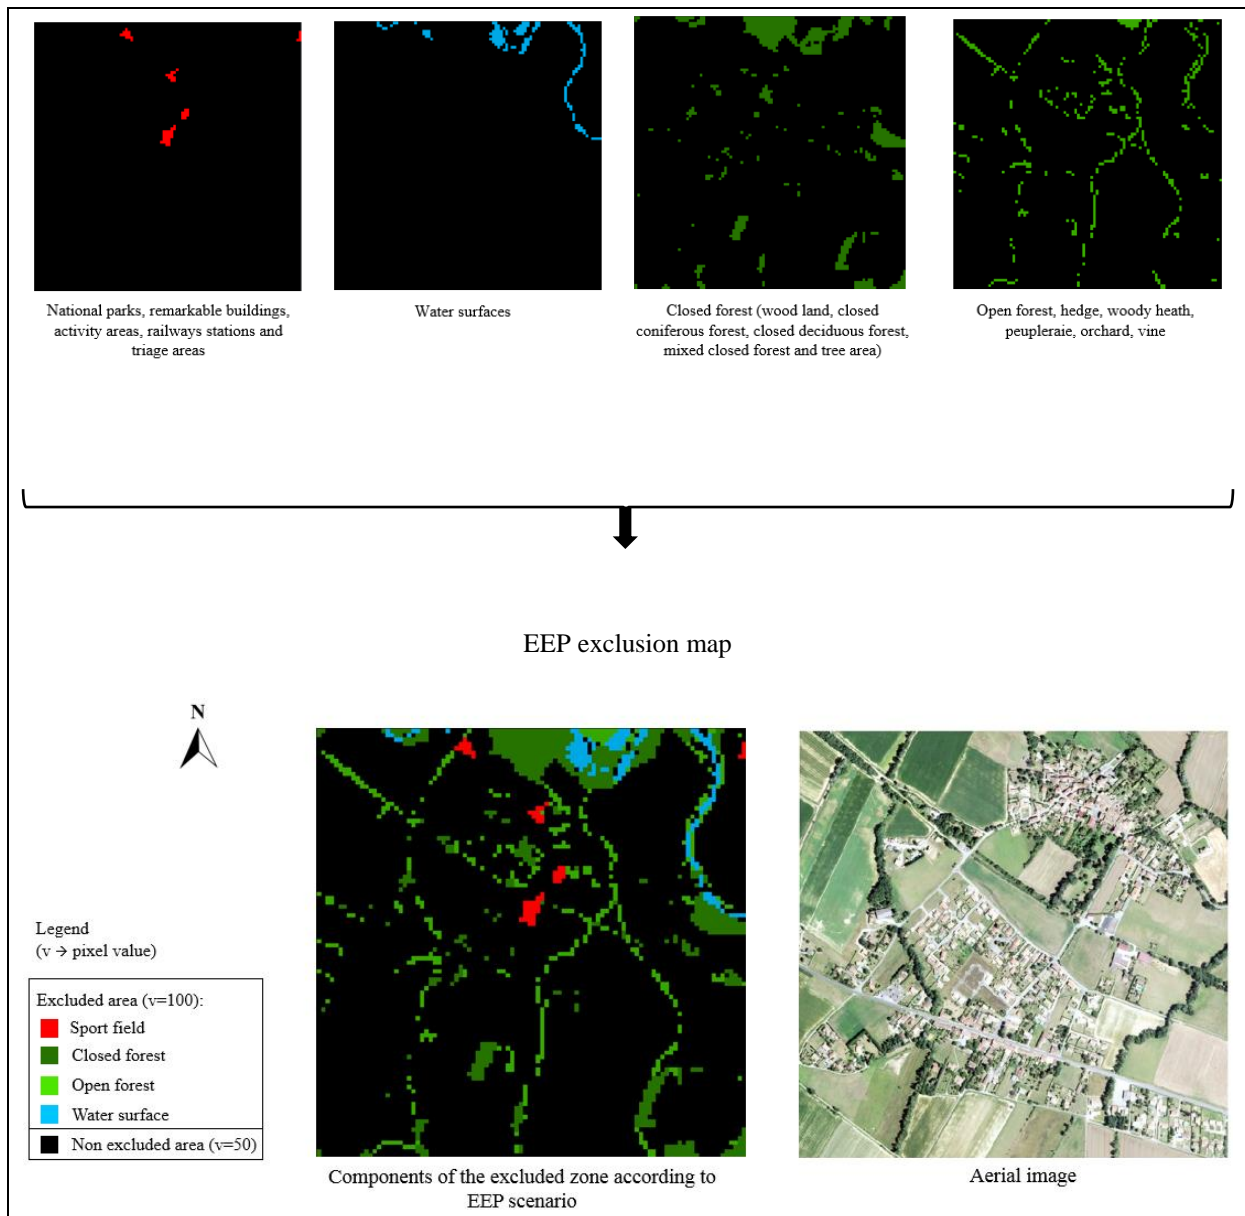 National parks, remarkable buildings,
activity areas, railways stations and
triage areas
Water surfaces
Closed forest (wood land, closed
coniferous forest, closed deciduous forest,
mixed closed forest and tree area)
Open forest, hedge, woody heath,
peupleraie, orchard, vine
EEP exclusion map
N
Legend
(v → pixel value)
Excluded area (v=100):
Sport field
Closed forest
Open forest
Water surface
Non excluded area (v=50)
Components of the excluded zone according to
EEP scenario
Aerial image